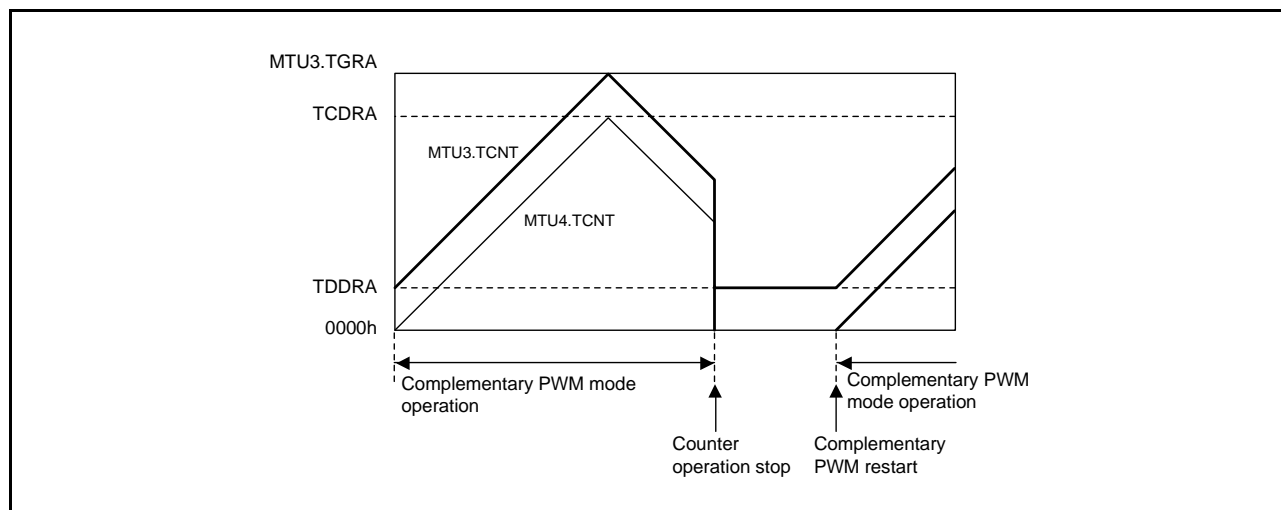 MTU3.TGRA
TCDRA
MTU3.TCNT
MTU4.TCNT
TDDRA
0000h
Complementary PWM mode
operation
Complementary PWM
mode operation
Counter
operation stop
Complementary
PWM restart